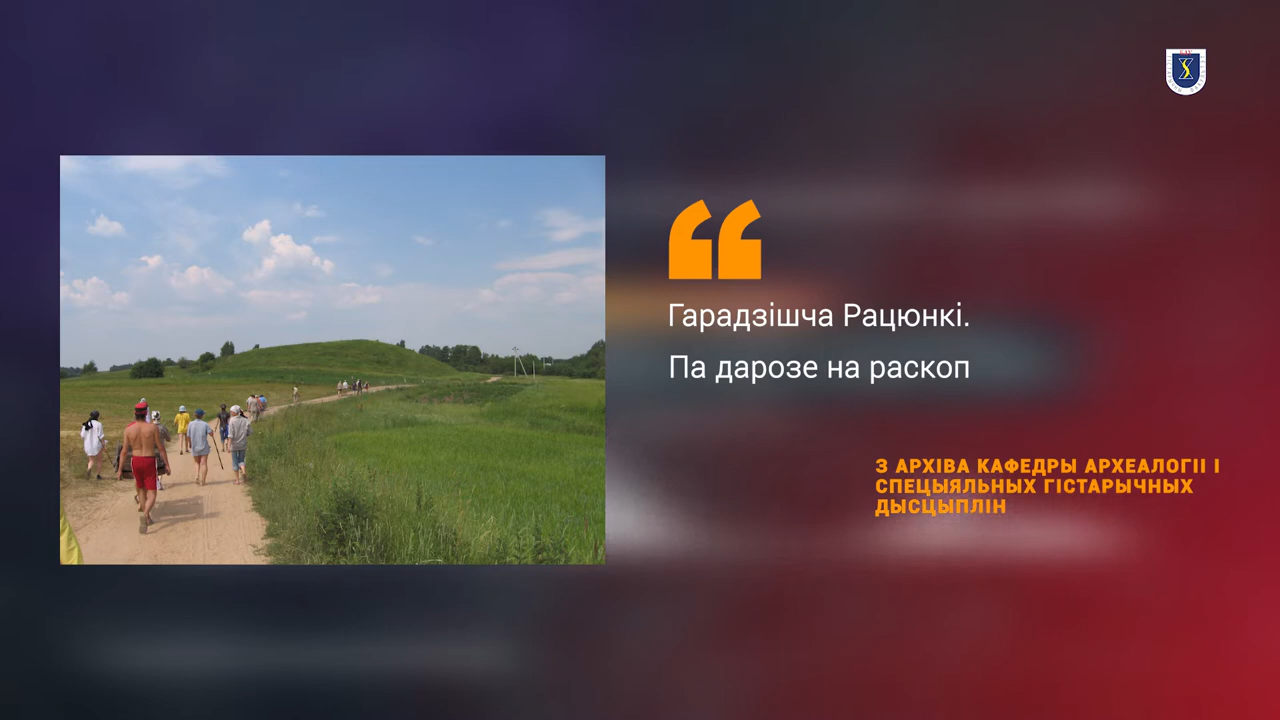 Гарадзішча Рацюнкі.
Па дарозе на раскоп
З АРХІВА КАФЕДРЫ АРХЕАЛОГІІ І
СПЕЦЫЯЛЬНЫХ ГІСТАРЫЧНЫХ
ДЫСЦЫПЛІН